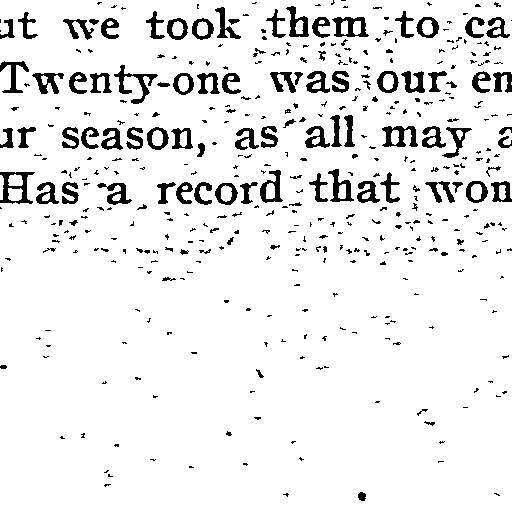 ut we took them to ca
Twenty-one was our en
ur season, as all may a
Has a record that won